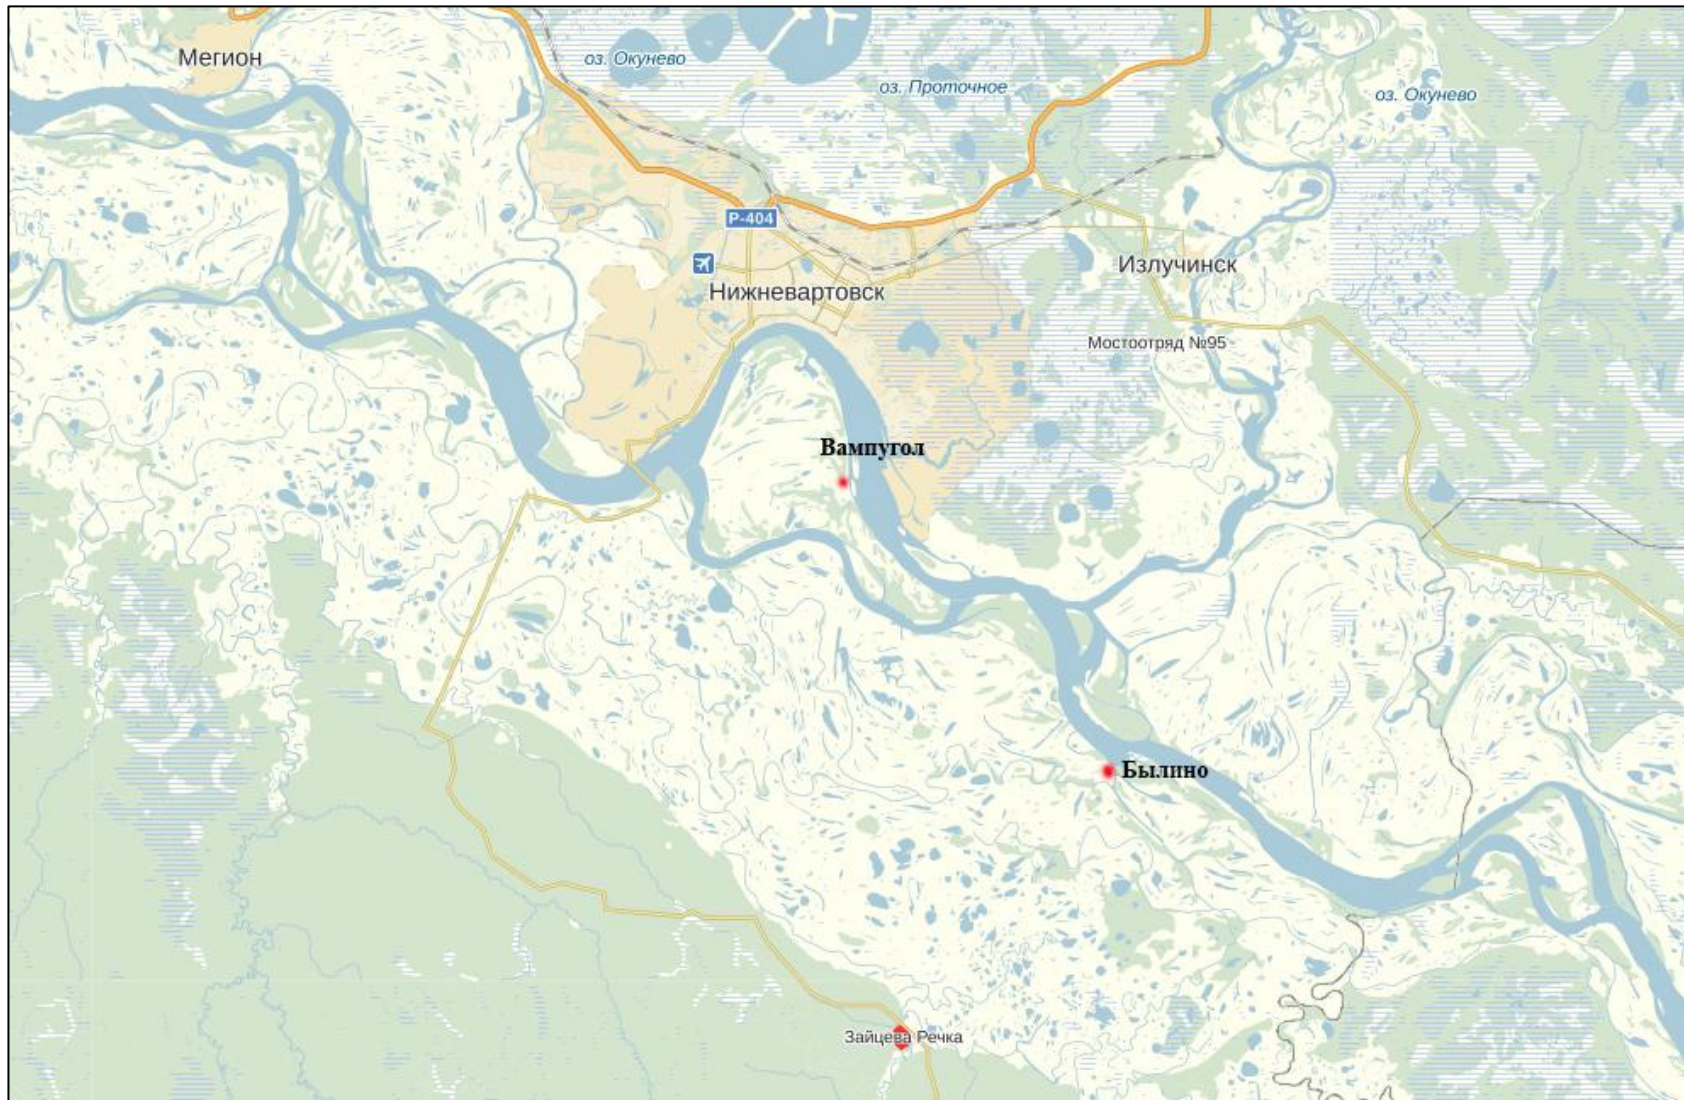 Мегион
оз. Окунево
оз. Проточное
оз. Окунево
Р-404
Излучинск
Нижневартовск
Мостоотряд №95
Вампугол
Былино
Зайцева Речка